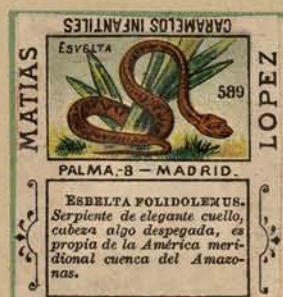 CARAMELOS INFANTILES
MATIAS
LOPEZ
ESVELTA
589
PALMA.-8 — MADRID.
ESBELTA POLIDOLEMUS.
Serpiente de elegante cuello,
cabeza algo despegada, es
propia de la América meri-
dional cuenca del Amazo-
nas.